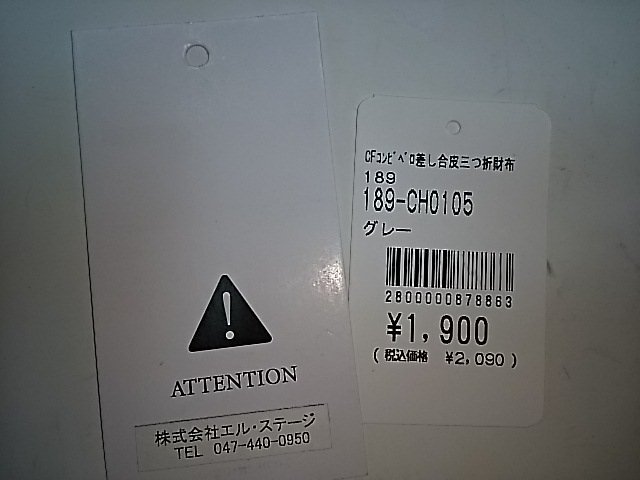 ATTENTION
株式会社エル・ステージ
TEL 047-440-0950
CFコンビベロ差し合皮三つ折財布
189
189-CH0105
グレー
2800000878863
¥1,900
(税込価格 ¥2,090)